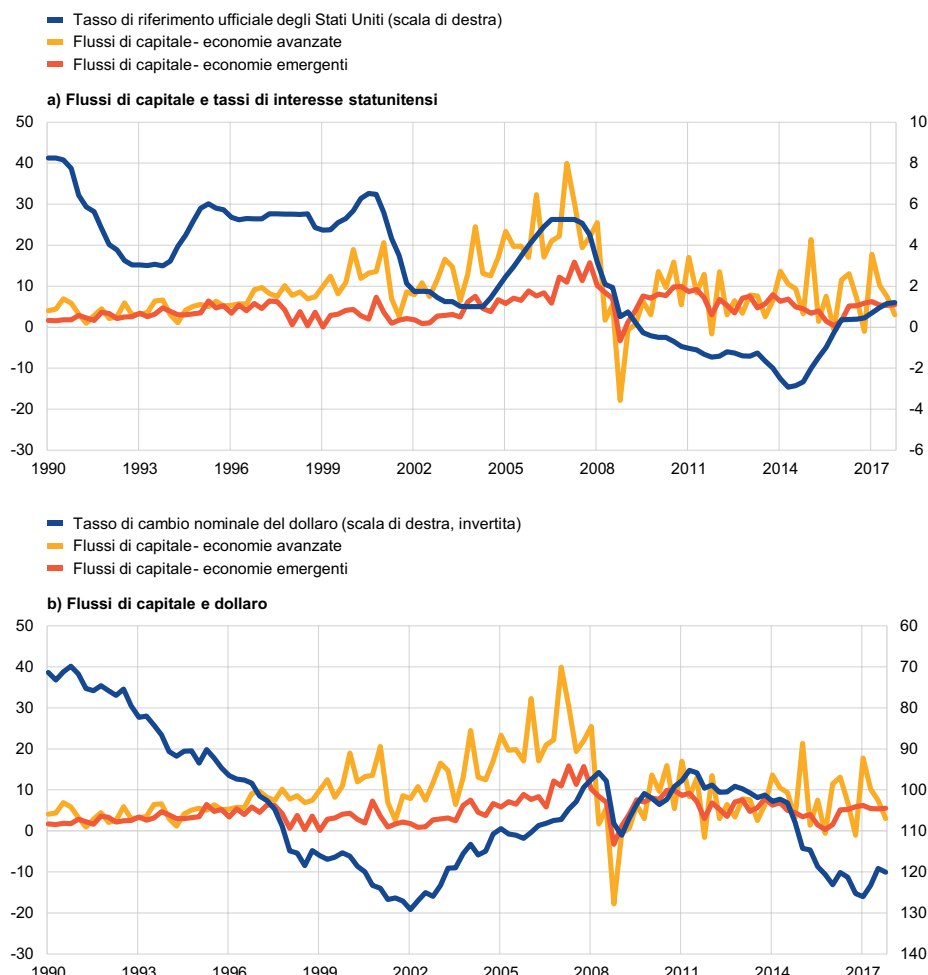 Tasso di riferimento ufficiale degli Stati Uniti (scala di destra)
Flussi di capitale - economie avanzate
Flussi di capitale - economie emergenti
a) Flussi di capitale e tassi di interesse statunitensi
50 10
40 8
30 6
20 4
10 2
0 0
-10 -2
-20 -4
-30 -6
1990 1993 1996 1999 2002 2005 2008 2011 2014 2017
Tasso di cambio nominale del dollaro (scala di destra, invertita)
Flussi di capitale - economie avanzate
Flussi di capitale - economie emergenti
b) Flussi di capitale e dollaro
50 60
40 70
30 80
20 90
10 100
0 110
-10 120
-20 130
-30 140
1990 1993 1996 1999 2002 2005 2008 2011 2014 2017